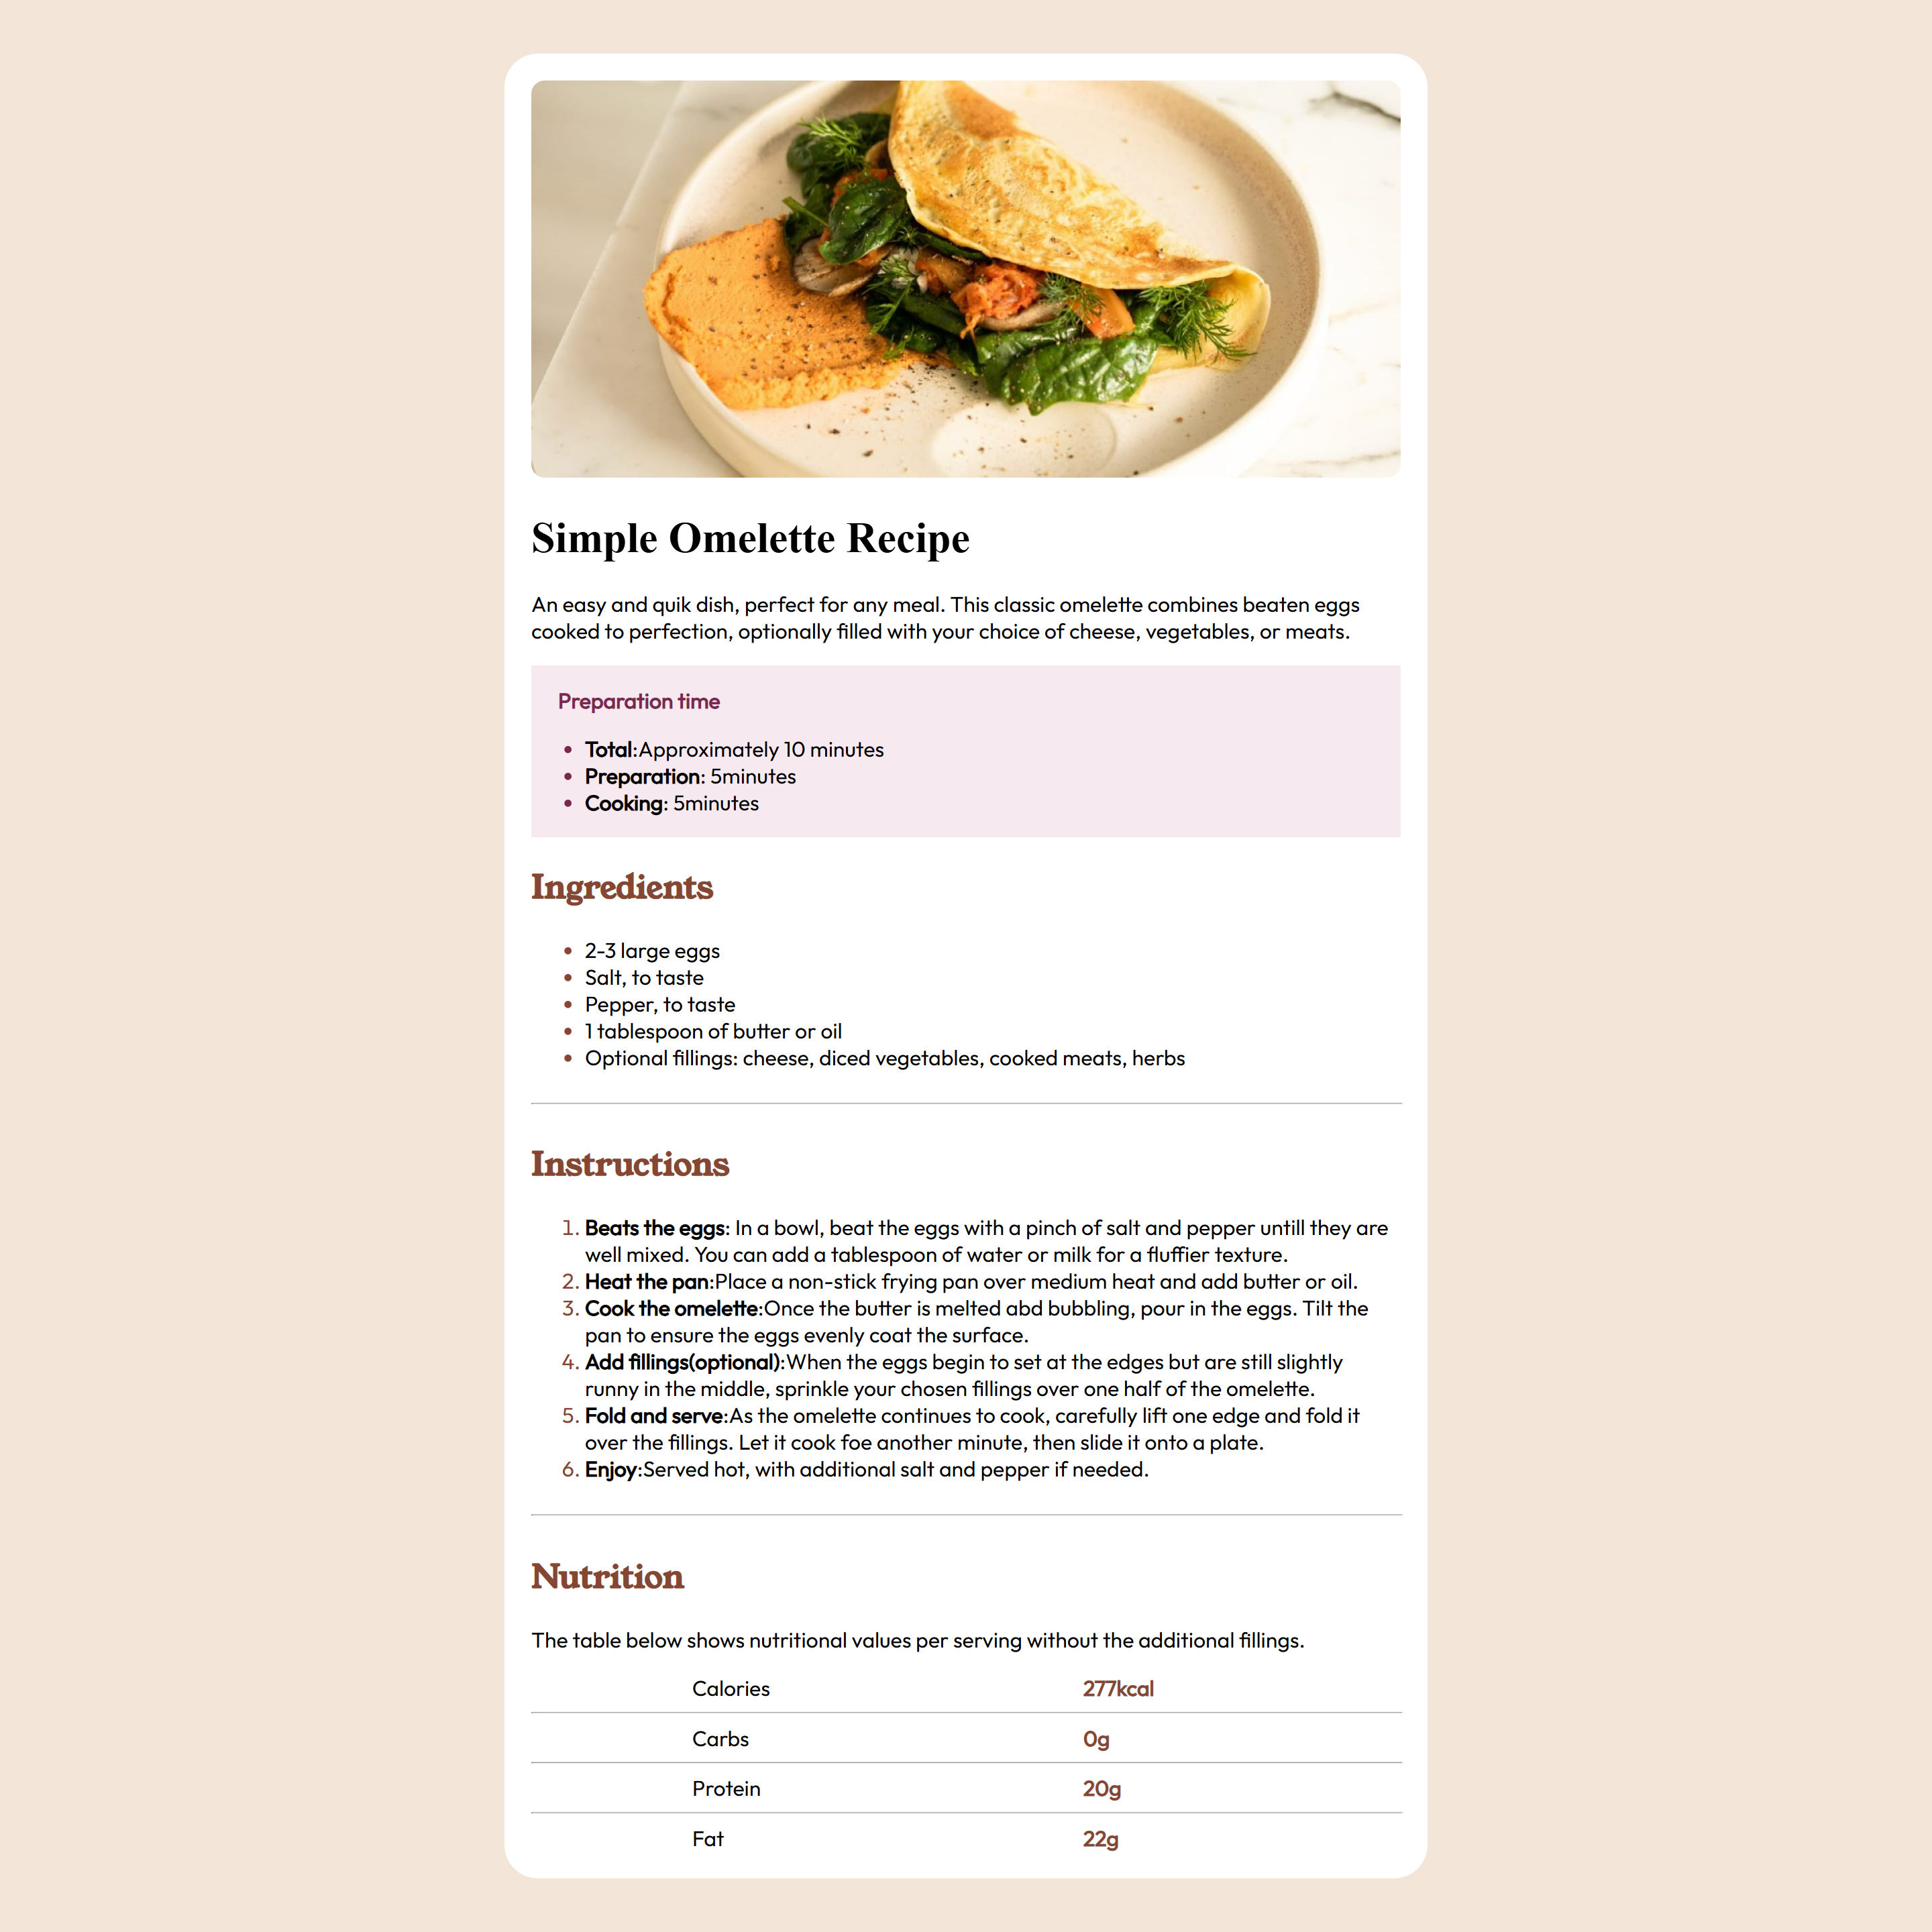 Simple Omelette Recipe
An easy and quik dish, perfect for any meal. This classic omelette combines beaten eggs
cooked to perfection, optionally filled with your choice of cheese, vegetables, or meats.
Preparation time
• Total:Approximately 10 minutes
• Preparation: 5minutes
• Cooking: 5minutes
Ingredients
• 2-3 large eggs
• Salt, to taste
• Pepper, to taste
• 1 tablespoon of butter or oil
• Optional fillings: cheese, diced vegetables, cooked meats, herbs
Instructions
1. Beats the eggs: In a bowl, beat the eggs with a pinch of salt and pepper untill they are
well mixed. You can add a tablespoon of water or milk for a fluffier texture.
2. Heat the pan:Place a non-stick frying pan over medium heat and add butter or oil.
3. Cook the omelette:Once the butter is melted abd bubbling, pour in the eggs. Tilt the
pan to ensure the eggs evenly coat the surface.
4. Add fillings(optional):When the eggs begin to set at the edges but are still slightly
runny in the middle, sprinkle your chosen fillings over one half of the omelette.
5. Fold and serve:As the omelette continues to cook, carefully lift one edge and fold it
over the fillings. Let it cook foe another minute, then slide it onto a plate.
6. Enjoy:Served hot, with additional salt and pepper if needed.
Nutrition
The table below shows nutritional values per serving without the additional fillings.
Calories 277kcal
Carbs 0g
Protein 20g
Fat 22g